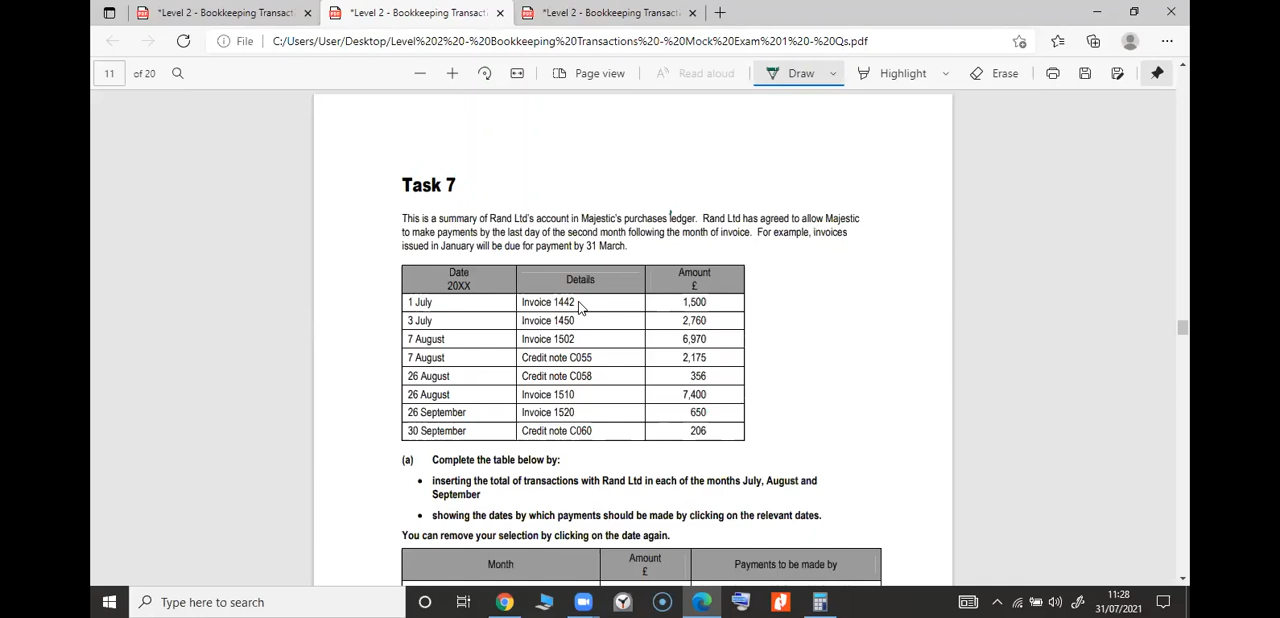 *Level 2 - Bookkeeping Transact
*Level 2 - Bookkeeping Transact
*Level 2 - Bookkeeping Transact
File
C:/Users/User/Desktop/Level%202%20-%20Bookkeeping%20Transactions%20-%20Mock%20Exam%201%20-%20Qs.pdf
11 of 20
Page view
Read aloud
Draw
Highlight
Erase
Task 7
This is a summary of Rand Ltd's account in Majestic's purchases ledger. Rand Ltd has agreed to allow Majestic
to make payments by the last day of the second month following the month of invoice. For example, invoices
issued in January will be due for payment by 31 March.
Date 20XX Details Amount £
1 July Invoice 1442 1,500
3 July Invoice 1450 2,760
7 August Invoice 1502 6,970
7 August Credit note C055 2,175
26 August Credit note C058 356
26 August Invoice 1510 7,400
26 September Invoice 1520 650
30 September Credit note C060 206
(a) Complete the table below by:
• inserting the total of transactions with Rand Ltd in each of the months July, August and
September
• showing the dates by which payments should be made by clicking on the relevant dates.
You can remove your selection by clicking on the date again.
Month Amount £ Payments to be made by
Type here to search
11:28
31/07/2021